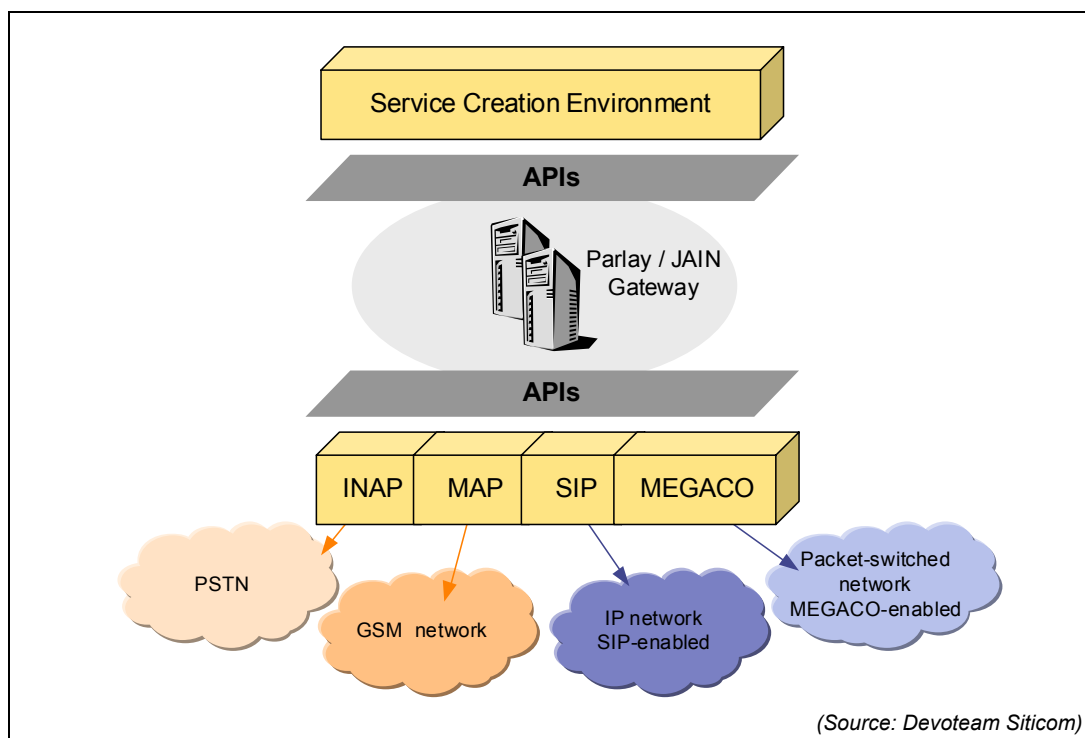 Service Creation Environment
APIs
Parlay / JAIN
Gateway
APIs
INAP
MAP
SIP
MEGACO
PSTN
GSM network
IP network
SIP-enabled
Packet-switched
network
MEGACO-enabled
(Source: Devoteam Siticom)